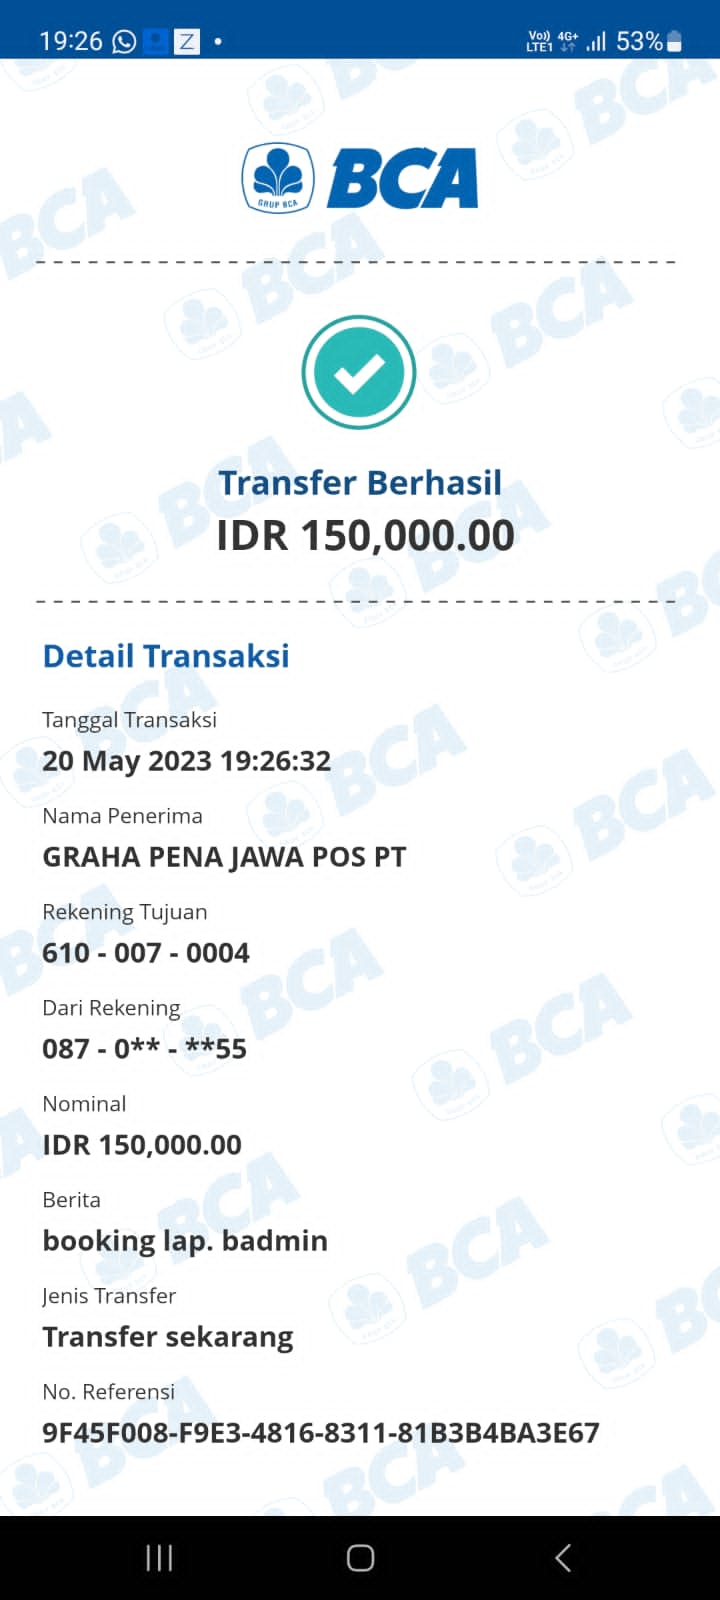 19:26 Z
Vo)) 4G+ 53%
LTE1
GRUP BCA
BCA
Transfer Berhasil
IDR 150,000.00
Detail Transaksi
Tanggal Transaksi
20 May 2023 19:26:32
Nama Penerima
GRAHA PENA JAWA POS PT
Rekening Tujuan
610 - 007 - 0004
Dari Rekening
087 - 0** - **55
Nominal
IDR 150,000.00
Berita
booking lap. badmin
Jenis Transfer
Transfer sekarang
No. Referensi
9F45F008-F9E3-4816-8311-81B3B4BA3E67